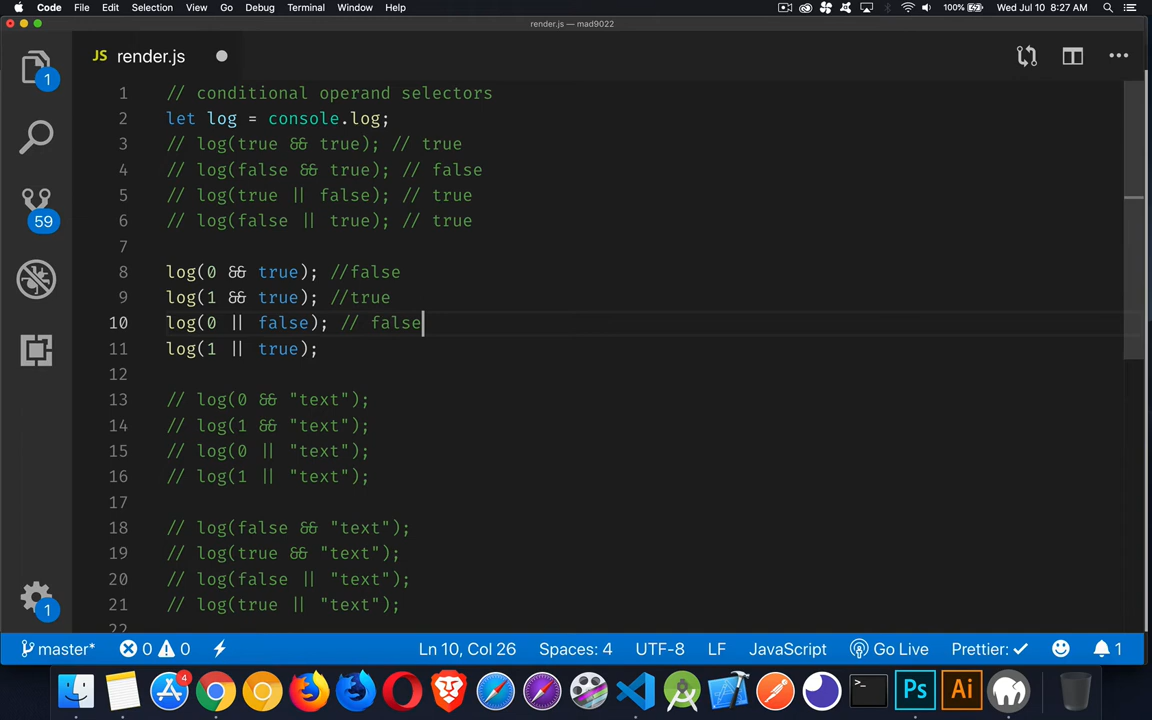 Code File Edit Selection View Go Debug Terminal Window Help 100% Wed Jul 10 8:27 AM
render.js — mad9022
JS render.js
1 // conditional operand selectors
2 let log = console.log;
3 // log(true && true); // true
4 // log(false && true); // false
5 // log(true || false); // true
6 // log(false || true); // true
7
8 log(0 && true); //false
9 log(1 && true); //true
10 log(0 || false); // false
11 log(1 || true);
12
13 // log(0 && "text");
14 // log(1 && "text");
15 // log(0 || "text");
16 // log(1 || "text");
17
18 // log(false && "text");
19 // log(true && "text");
20 // log(false || "text");
21 // log(true || "text");
22
1
59
1
master* 0 0 Ln 10, Col 26 Spaces: 4 UTF-8 LF JavaScript Go Live Prettier: ✓ 1
4 >_ Ps Ai